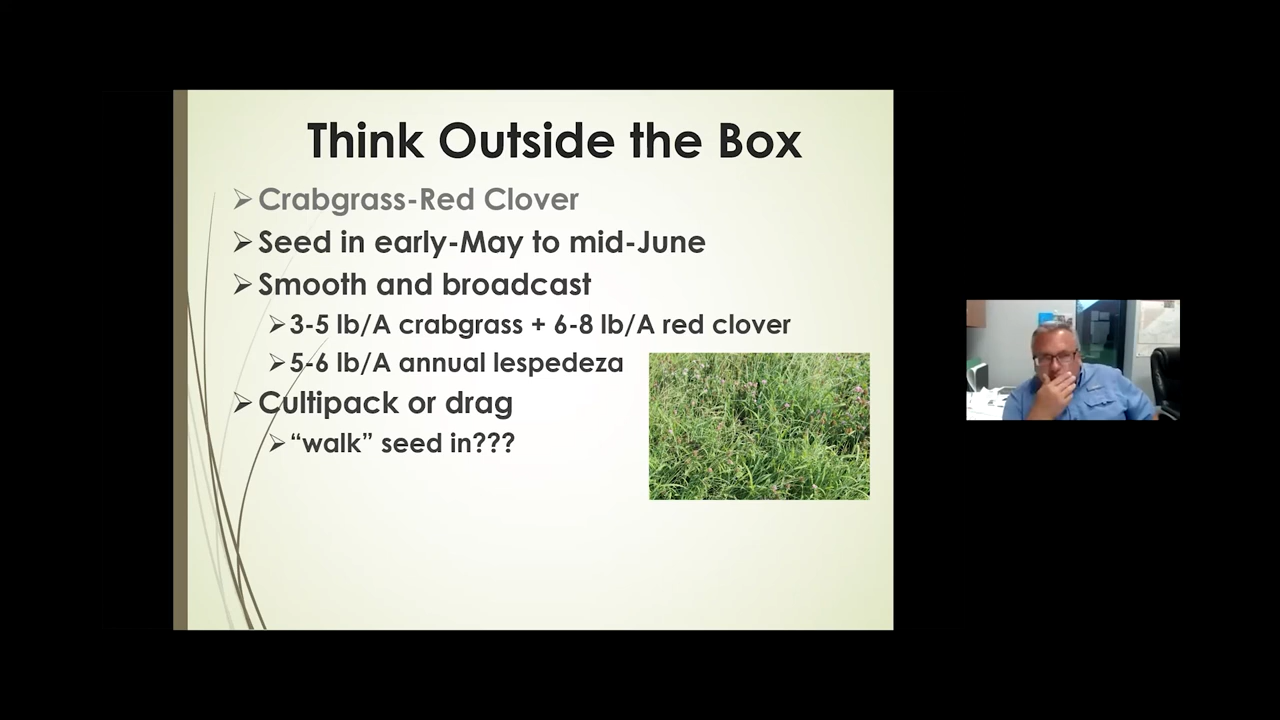 Think Outside the Box
Crabgrass-Red Clover
Seed in early-May to mid-June
Smooth and broadcast
3-5 lb/A crabgrass + 6-8 lb/A red clover
5-6 lb/A annual lespedeza
Cultipack or drag
“walk” seed in???